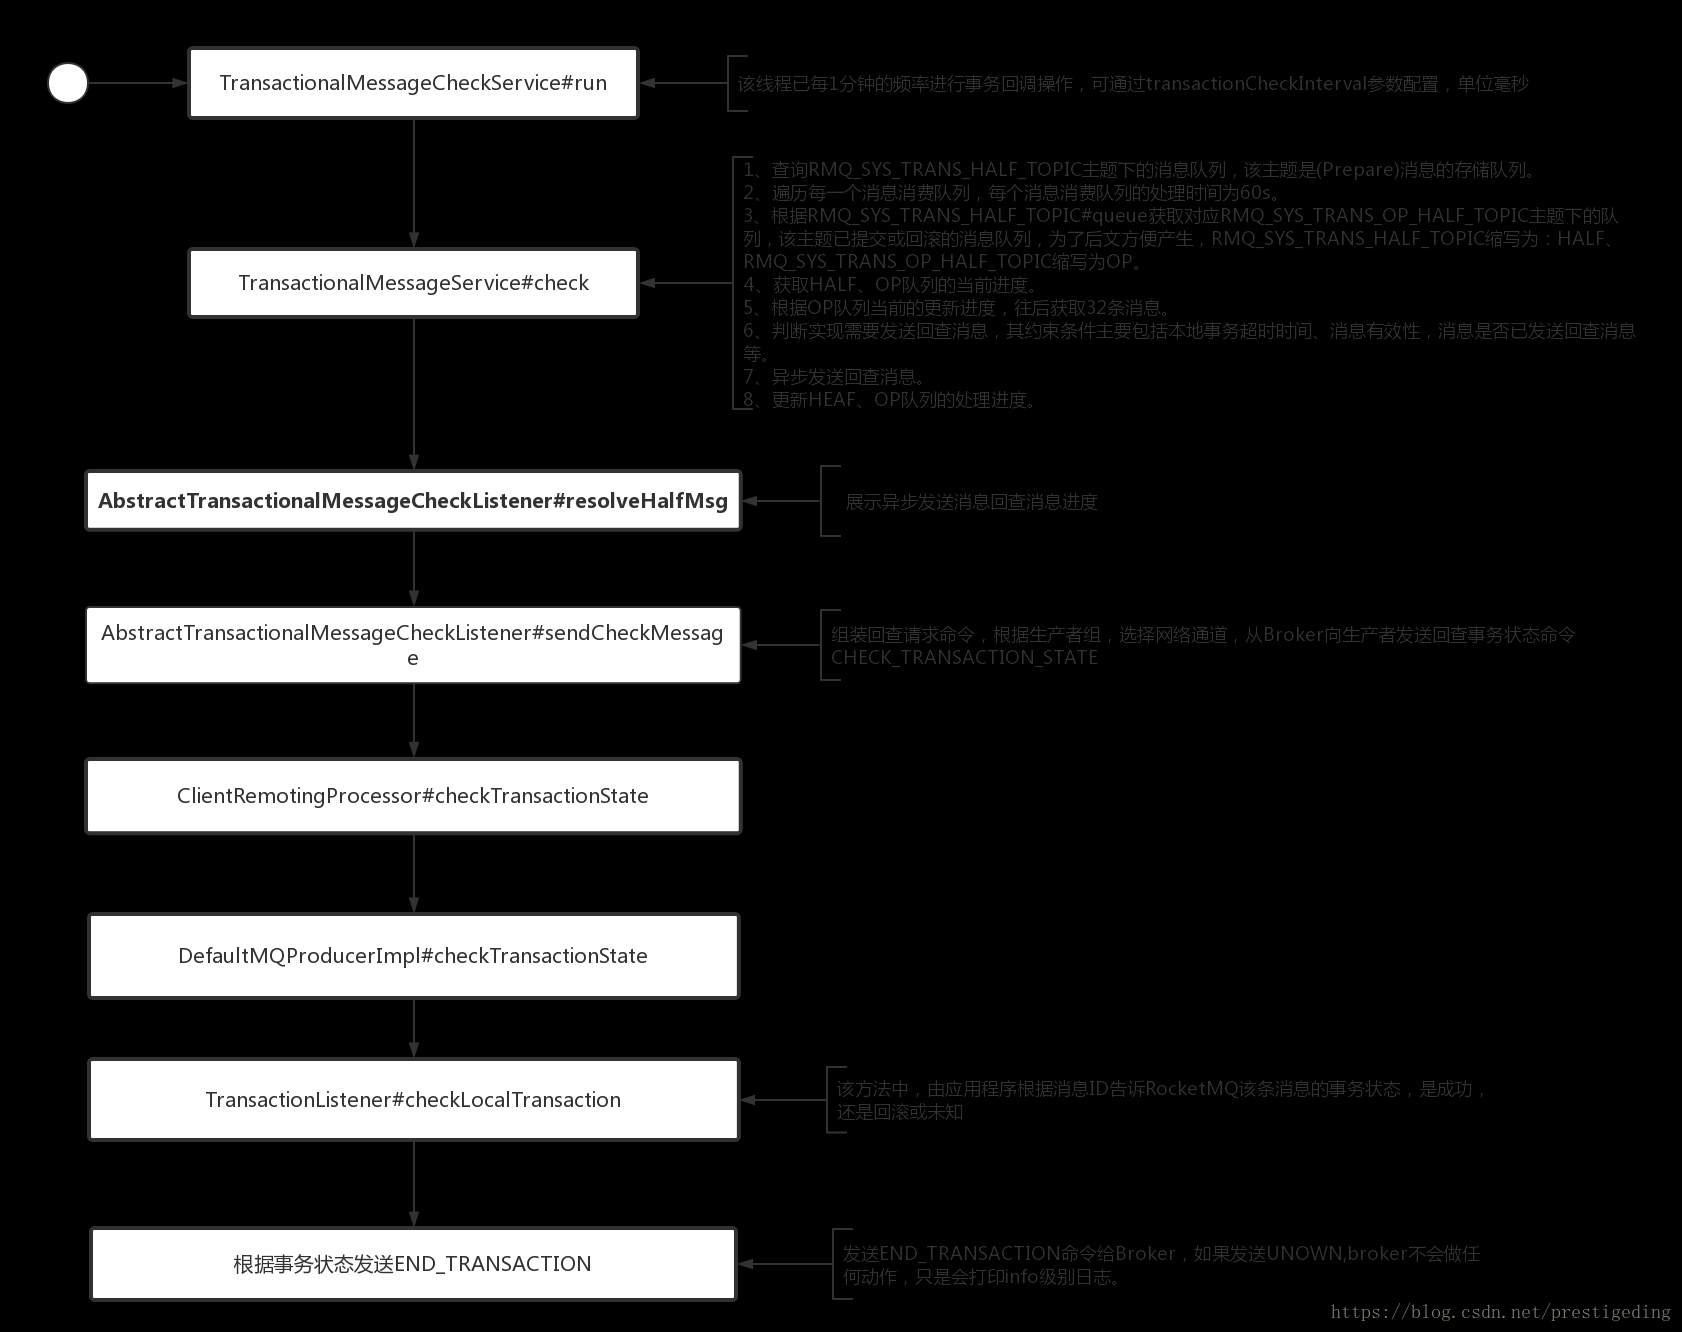 TransactionalMessageCheckService#run
该线程已每1分钟的频率进行事务回调操作，可通过transactionCheckInterval参数配置，单位毫秒
1、查询RMQ_SYS_TRANS_HALF_TOPIC主题下的消息队列，该主题是(Prepare)消息的存储队列。
2、遍历每一个消息消费队列，每个消息消费队列的处理时间为60s。
3、根据RMQ_SYS_TRANS_HALF_TOPIC#queue获取对应RMQ_SYS_TRANS_OP_HALF_TOPIC主题下的队
列，该主题已提交或回滚的消息队列，为了后文方便产生，RMQ_SYS_TRANS_HALF_TOPIC缩写为：HALF、
RMQ_SYS_TRANS_OP_HALF_TOPIC缩写为OP。
4、获取HALF、OP队列的当前进度。
5、根据OP队列当前的更新进度，往后获取32条消息。
6、判断实现需要发送回查消息，其约束条件主要包括本地事务超时时间、消息有效性，消息是否已发送回查消息
等。
7、异步发送回查消息。
8、更新HEAF、OP队列的处理进度。
TransactionalMessageService#check
AbstractTransactionalMessageCheckListener#resolveHalfMsg
展示异步发送消息回查消息进度
AbstractTransactionalMessageCheckListener#sendCheckMessag
e
组装回查请求命令，根据生产者组，选择网络通道，从Broker向生产者发送回查事务状态命令
CHECK_TRANSACTION_STATE
ClientRemotingProcessor#checkTransactionState
DefaultMQProducerImpl#checkTransactionState
TransactionListener#checkLocalTransaction
该方法中，由应用程序根据消息ID告诉RocketMQ该条消息的事务状态，是成功，
还是回滚或未知
根据事务状态发送END_TRANSACTION
发送END_TRANSACTION命令给Broker，如果发送UNOWN,broker不会做任
何动作，只是会打印info级别日志。
https://blog.csdn.net/prestigeding